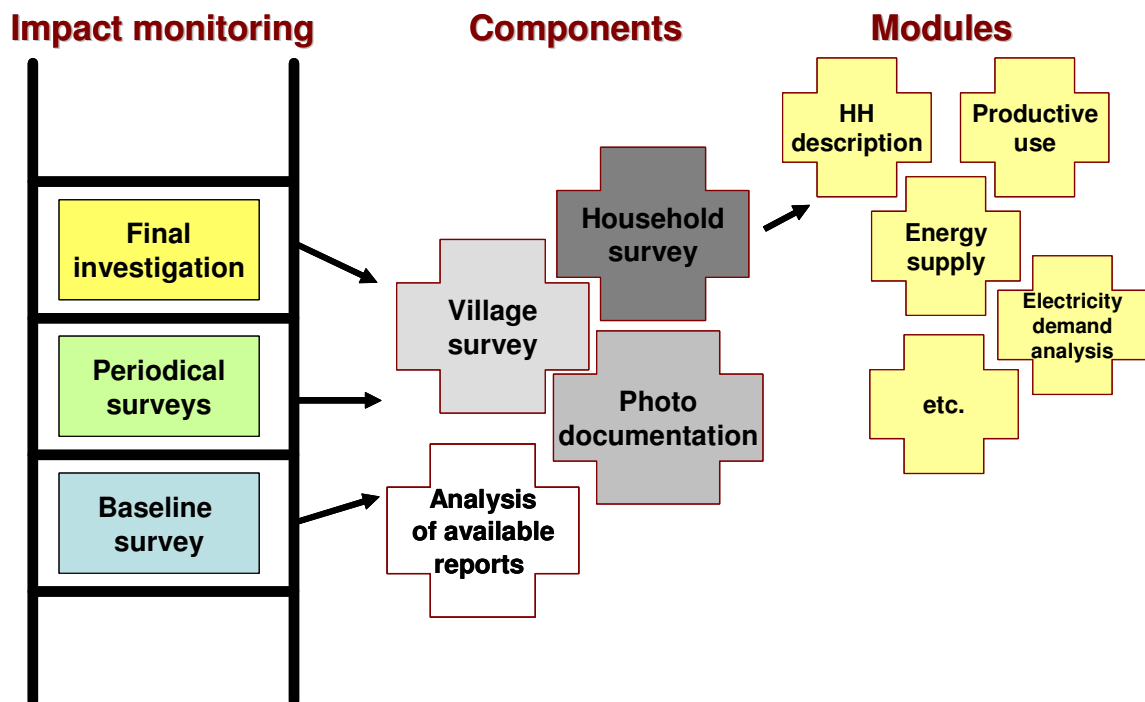 Impact monitoring
Components
Modules
Final
investigation
Periodical
surveys
Baseline
survey
Household
survey
Village
survey
Photo
documentation
Analysis
of available
reports
HH
description
Productive
use
Energy
supply
Electricity
demand
analysis
etc.